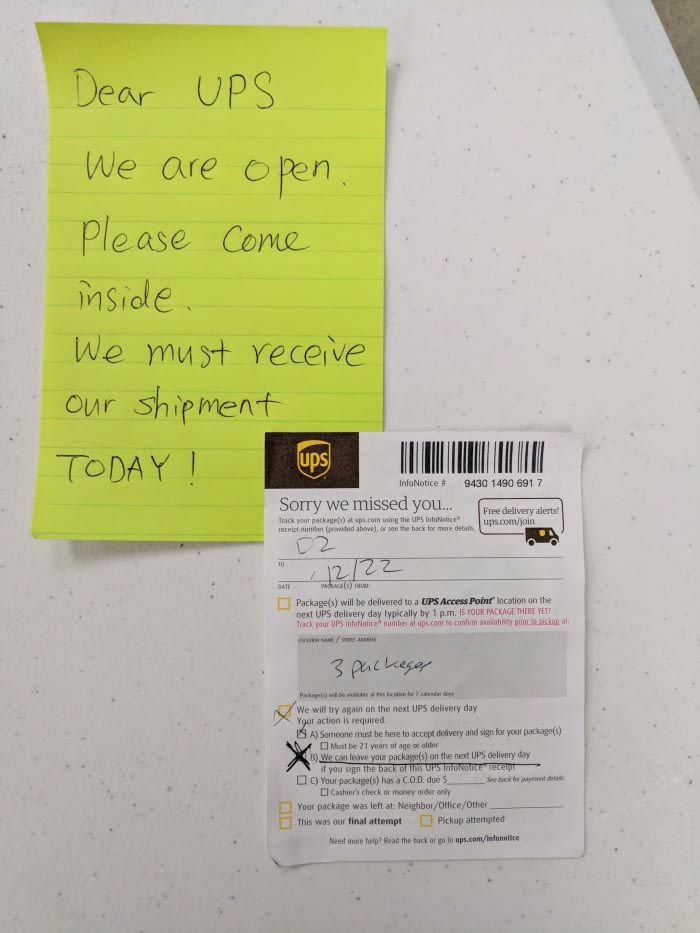 Dear UPS
We are open.
Please come
inside.
We must receive
our shipment
TODAY!
ups
InfoNotice # 9430 1490 691 7
Sorry we missed you...
Free delivery alerts!
ups.com/join
Track your package(s) at ups.com using the UPS InfoNotice®
receipt number (provided above), or see the back for more details.
D2
TO
12/22
DATE PACKAGE(S) FROM
Package(s) will be delivered to a UPS Access Point® location on the
next UPS delivery day typically by 1 p.m. IS YOUR PACKAGE THERE YET?
Track your UPS InfoNotice® number at ups.com to confirm availability prior to pickup at:
LOCATION NAME / STREET ADDRESS
3 packages
Package(s) will be available at this location for 7 calendar days
We will try again on the next UPS delivery day
Your action is required.
A) Someone must be here to accept delivery and sign for your package(s)
Must be 21 years of age or older
B) We can leave your package(s) on the next UPS delivery day
if you sign the back of this UPS InfoNotice® receipt
C) Your package(s) has a C.O.D. due $ See back for payment details
Cashier's check or money order only
Your package was left at: Neighbor/Office/Other
This was our final attempt Pickup attempted
Need more help? Read the back or go to ups.com/infonotice